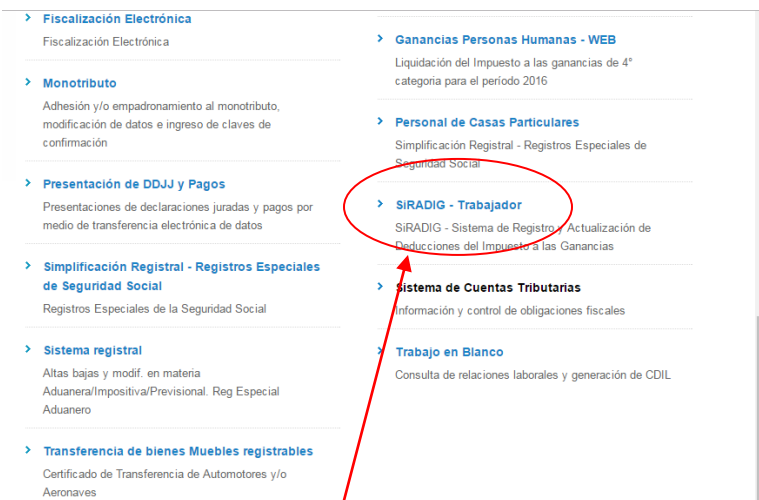 Fiscalización Electrónica
Fiscalización Electrónica
Monotributo
Adhesión y/o empadronamiento al monotributo,
modificación de datos e ingreso de claves de
confirmación
Presentación de DDJJ y Pagos
Presentaciones de declaraciones juradas y pagos por
medio de transferencia electrónica de datos
Simplificación Registral - Registros Especiales
de Seguridad Social
Registros Especiales de la Seguridad Social
Sistema registral
Altas bajas y modif. en materia
Aduanera/Impositiva/Previsional. Reg Especial
Aduanero
Transferencia de bienes Muebles registrables
Certificado de Transferencia de Automotores y/o
Aeronaves
Ganancias Personas Humanas - WEB
Liquidación del Impuesto a las ganancias de 4°
categoria para el período 2016
Personal de Casas Particulares
Simplificación Registral - Registros Especiales de
Seguridad Social
SiRADIG - Trabajador
SiRADIG - Sistema de Registro y Actualización de
Deducciones del Impuesto a las Ganancias
Sistema de Cuentas Tributarias
Información y control de obligaciones fiscales
Trabajo en Blanco
Consulta de relaciones laborales y generación de CDIL